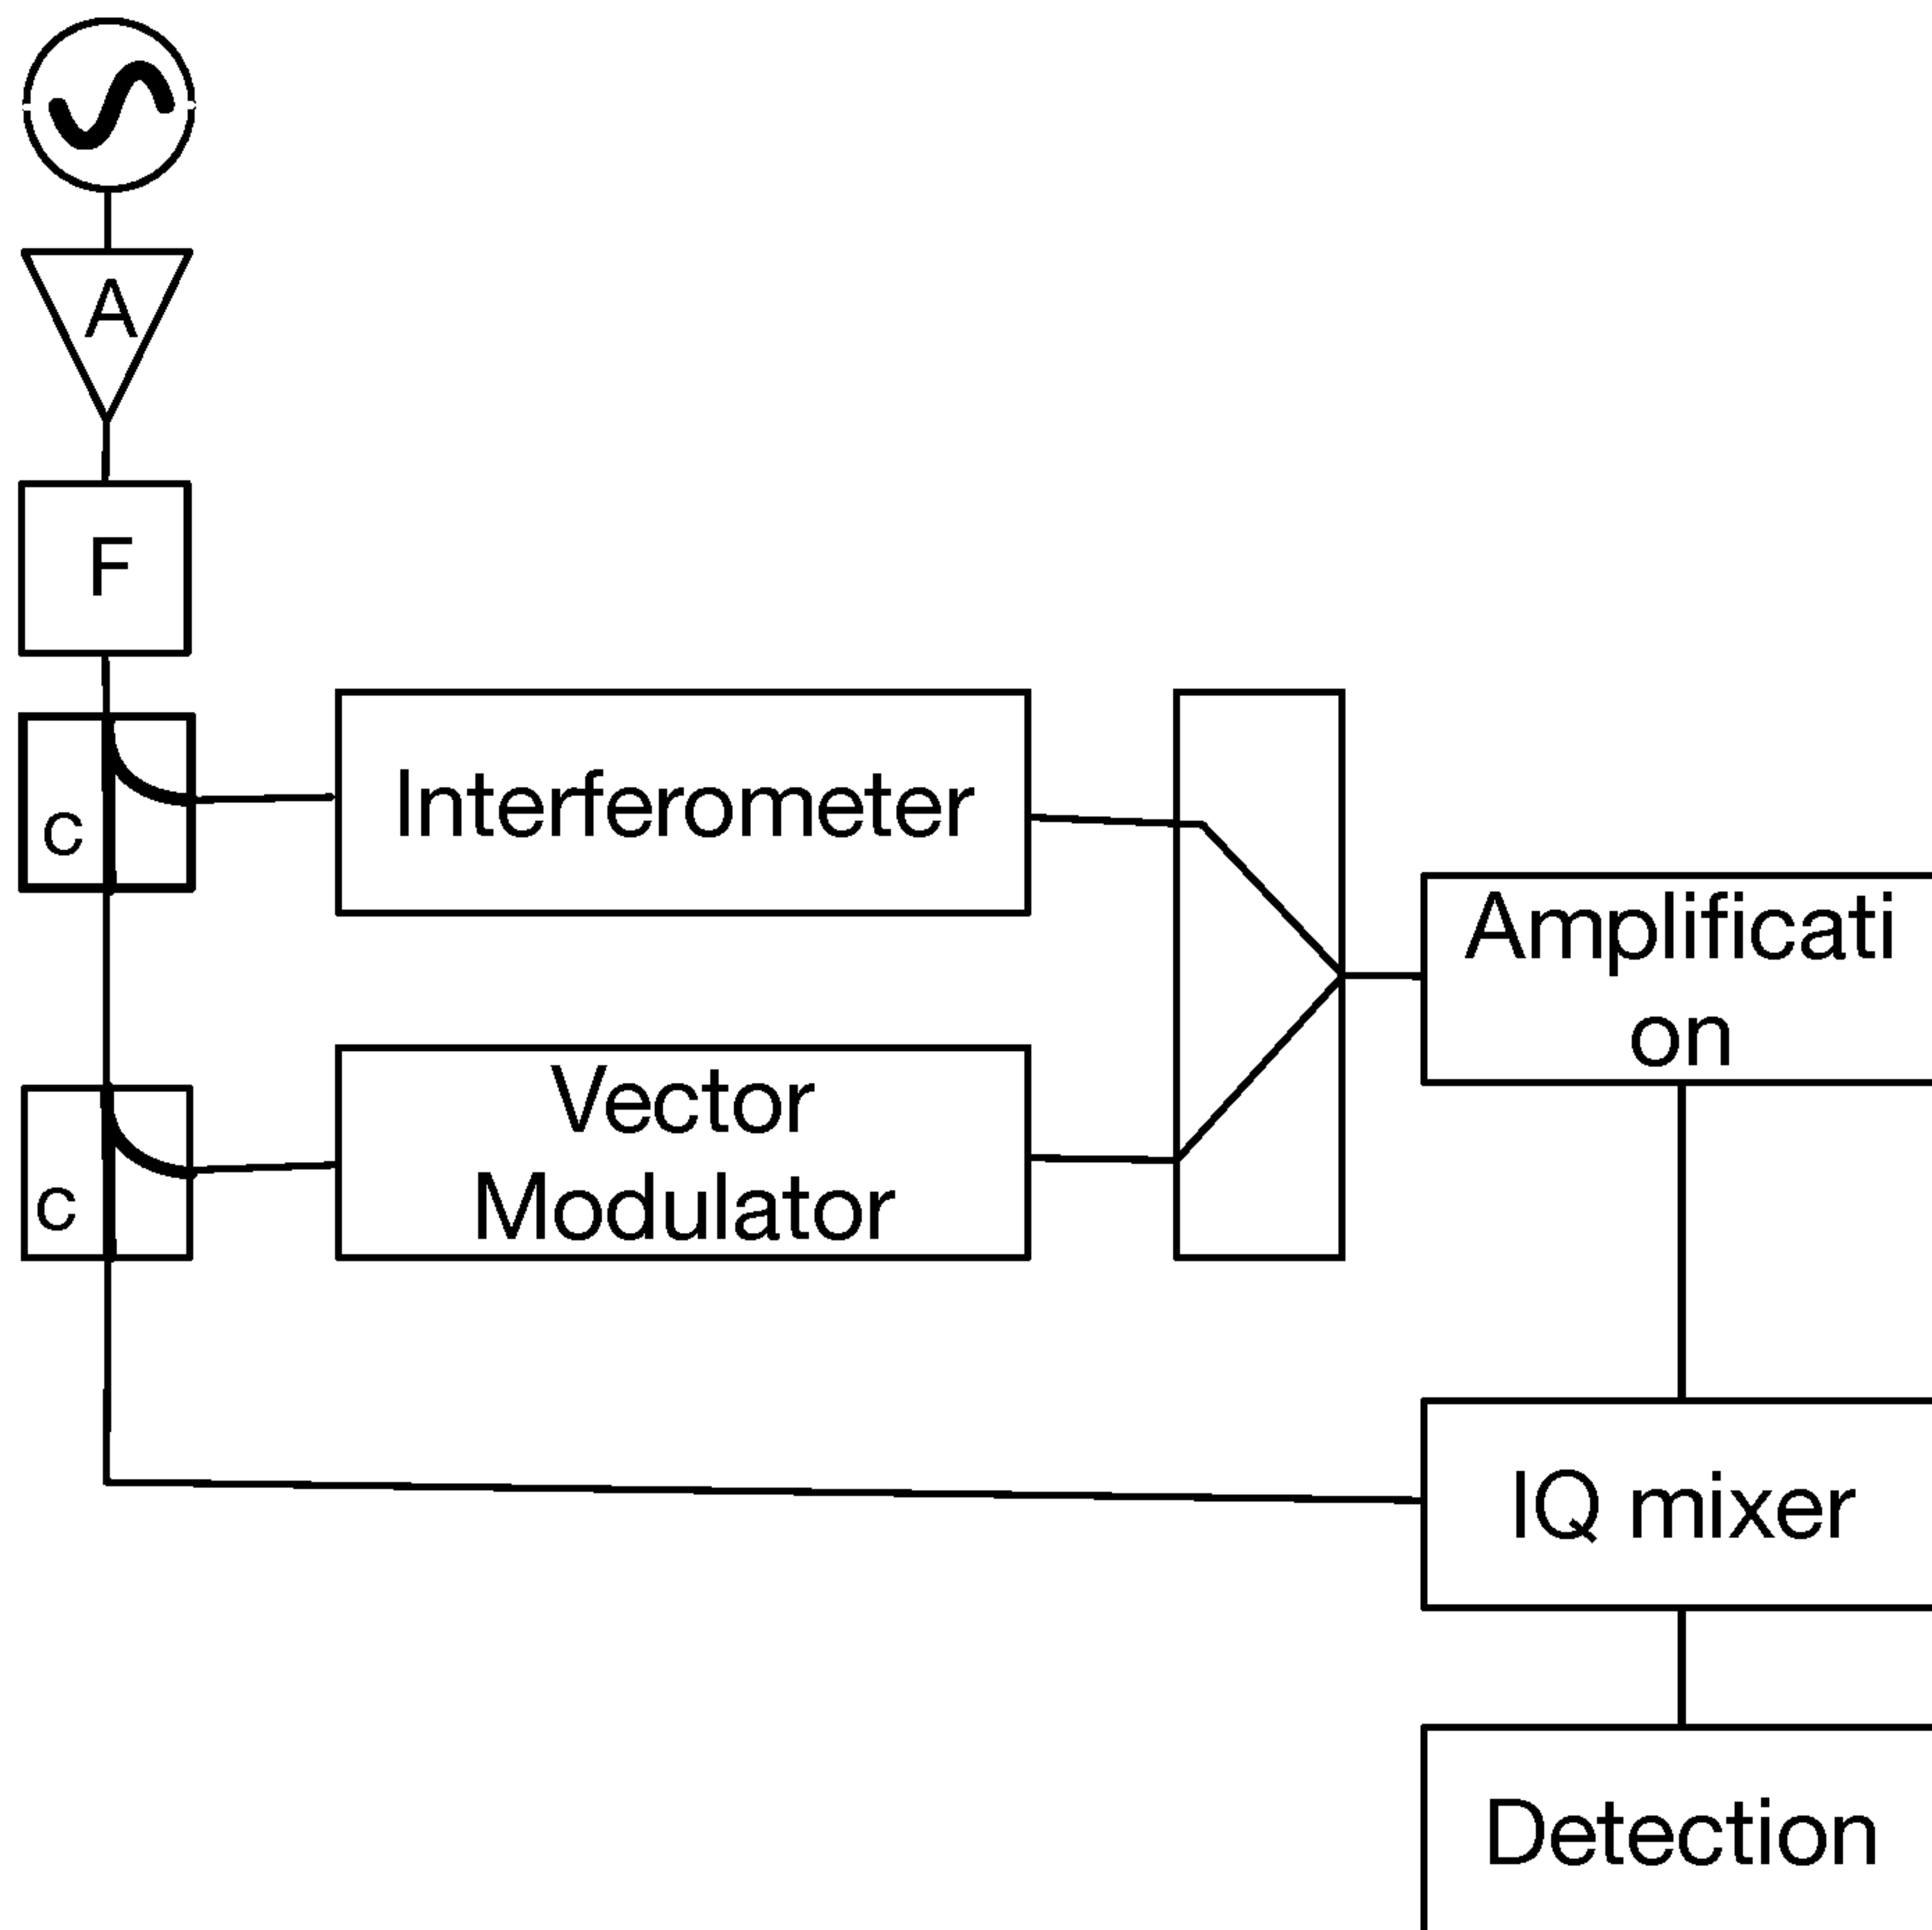 A
F
c
Interferometer
Amplificati
on
c
Vector
Modulator
IQ mixer
Detection